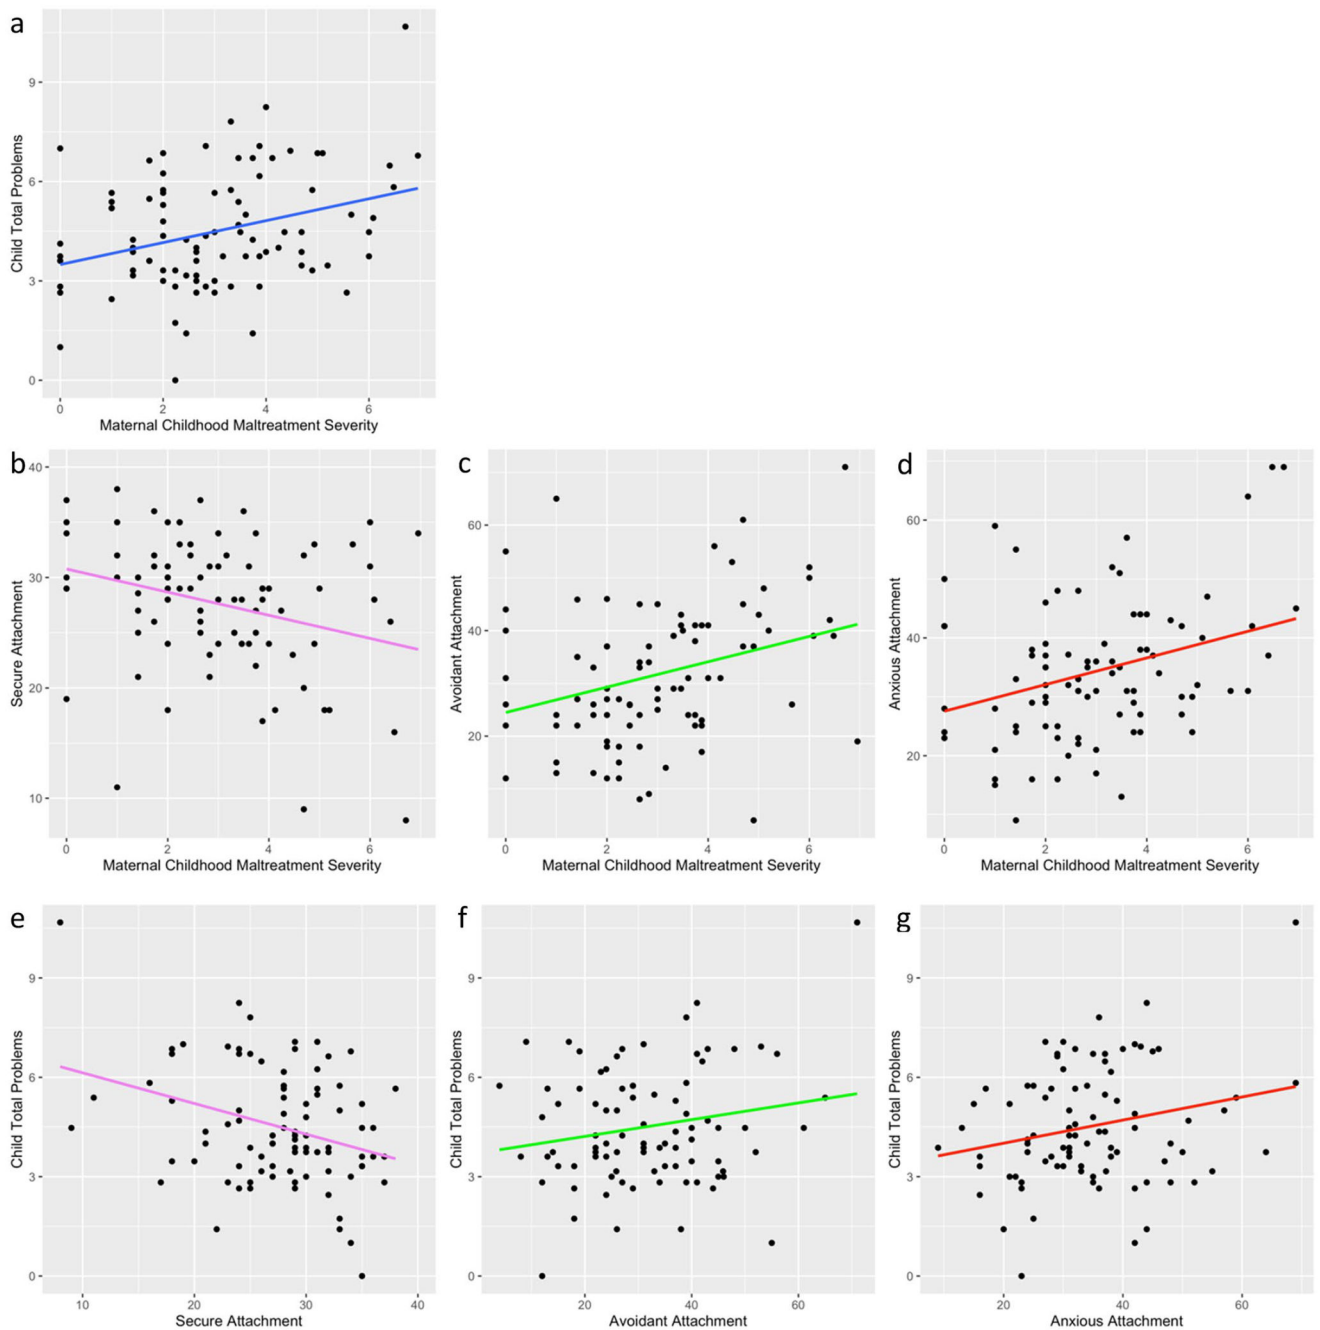 a
9
6
3
0
Child Total Problems
0 2 4 6
Maternal Childhood Maltreatment Severity
b
40
30
20
10
Secure Attachment
0 2 4 6
Maternal Childhood Maltreatment Severity
c
60
40
20
Avoidant Attachment
0 2 4 6
Maternal Childhood Maltreatment Severity
d
60
40
20
Anxious Attachment
0 2 4 6
Maternal Childhood Maltreatment Severity
e
9
6
3
0
Child Total Problems
10 20 30 40
Secure Attachment
f
9
6
3
0
Child Total Problems
20 40 60
Avoidant Attachment
g
9
6
3
0
Child Total Problems
20 40 60
Anxious Attachment